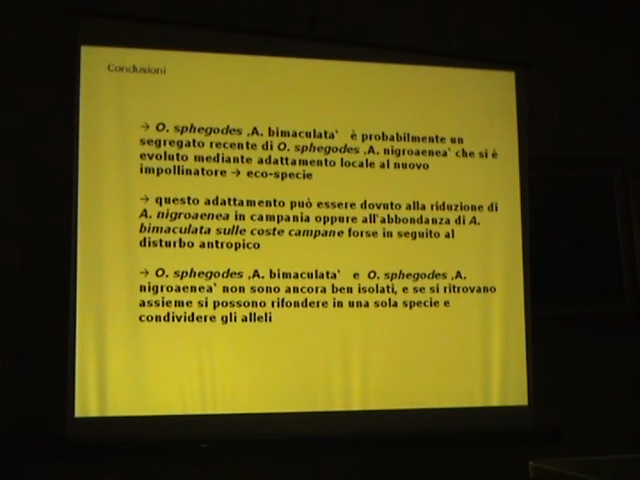 Conclusioni
→ O. sphegodes ‚A. bimaculata' è probabilmente un
segregato recente di O. sphegodes ‚A. nigroaenea' che si è
evoluto mediante adattamento locale al nuovo
impollinatore → eco-specie
→ questo adattamento può essere dovuto alla riduzione di
A. nigroaenea in campania oppure all'abbondanza di A.
bimaculata sulle coste campane forse in seguito al
disturbo antropico
→ O. sphegodes ‚A. bimaculata' e O. sphegodes ‚A.
nigroaenea' non sono ancora ben isolati, e se si ritrovano
assieme si possono rifondere in una sola specie e
condividere gli alleli